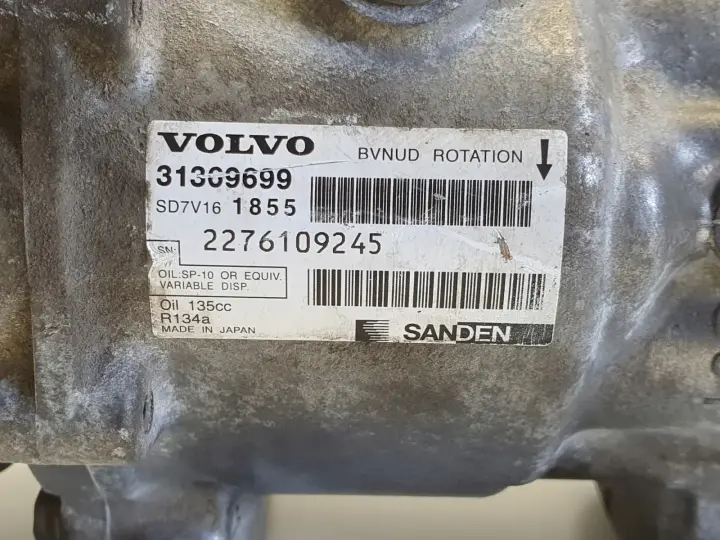 VOLVO
BVNUD ROTATION
31369699
SD7V16 1855
SN:
2276109245
OIL:SP-10 OR EQUIV.
VARIABLE DISP.
Oil 135cc
R134a
MADE IN JAPAN
SANDEN